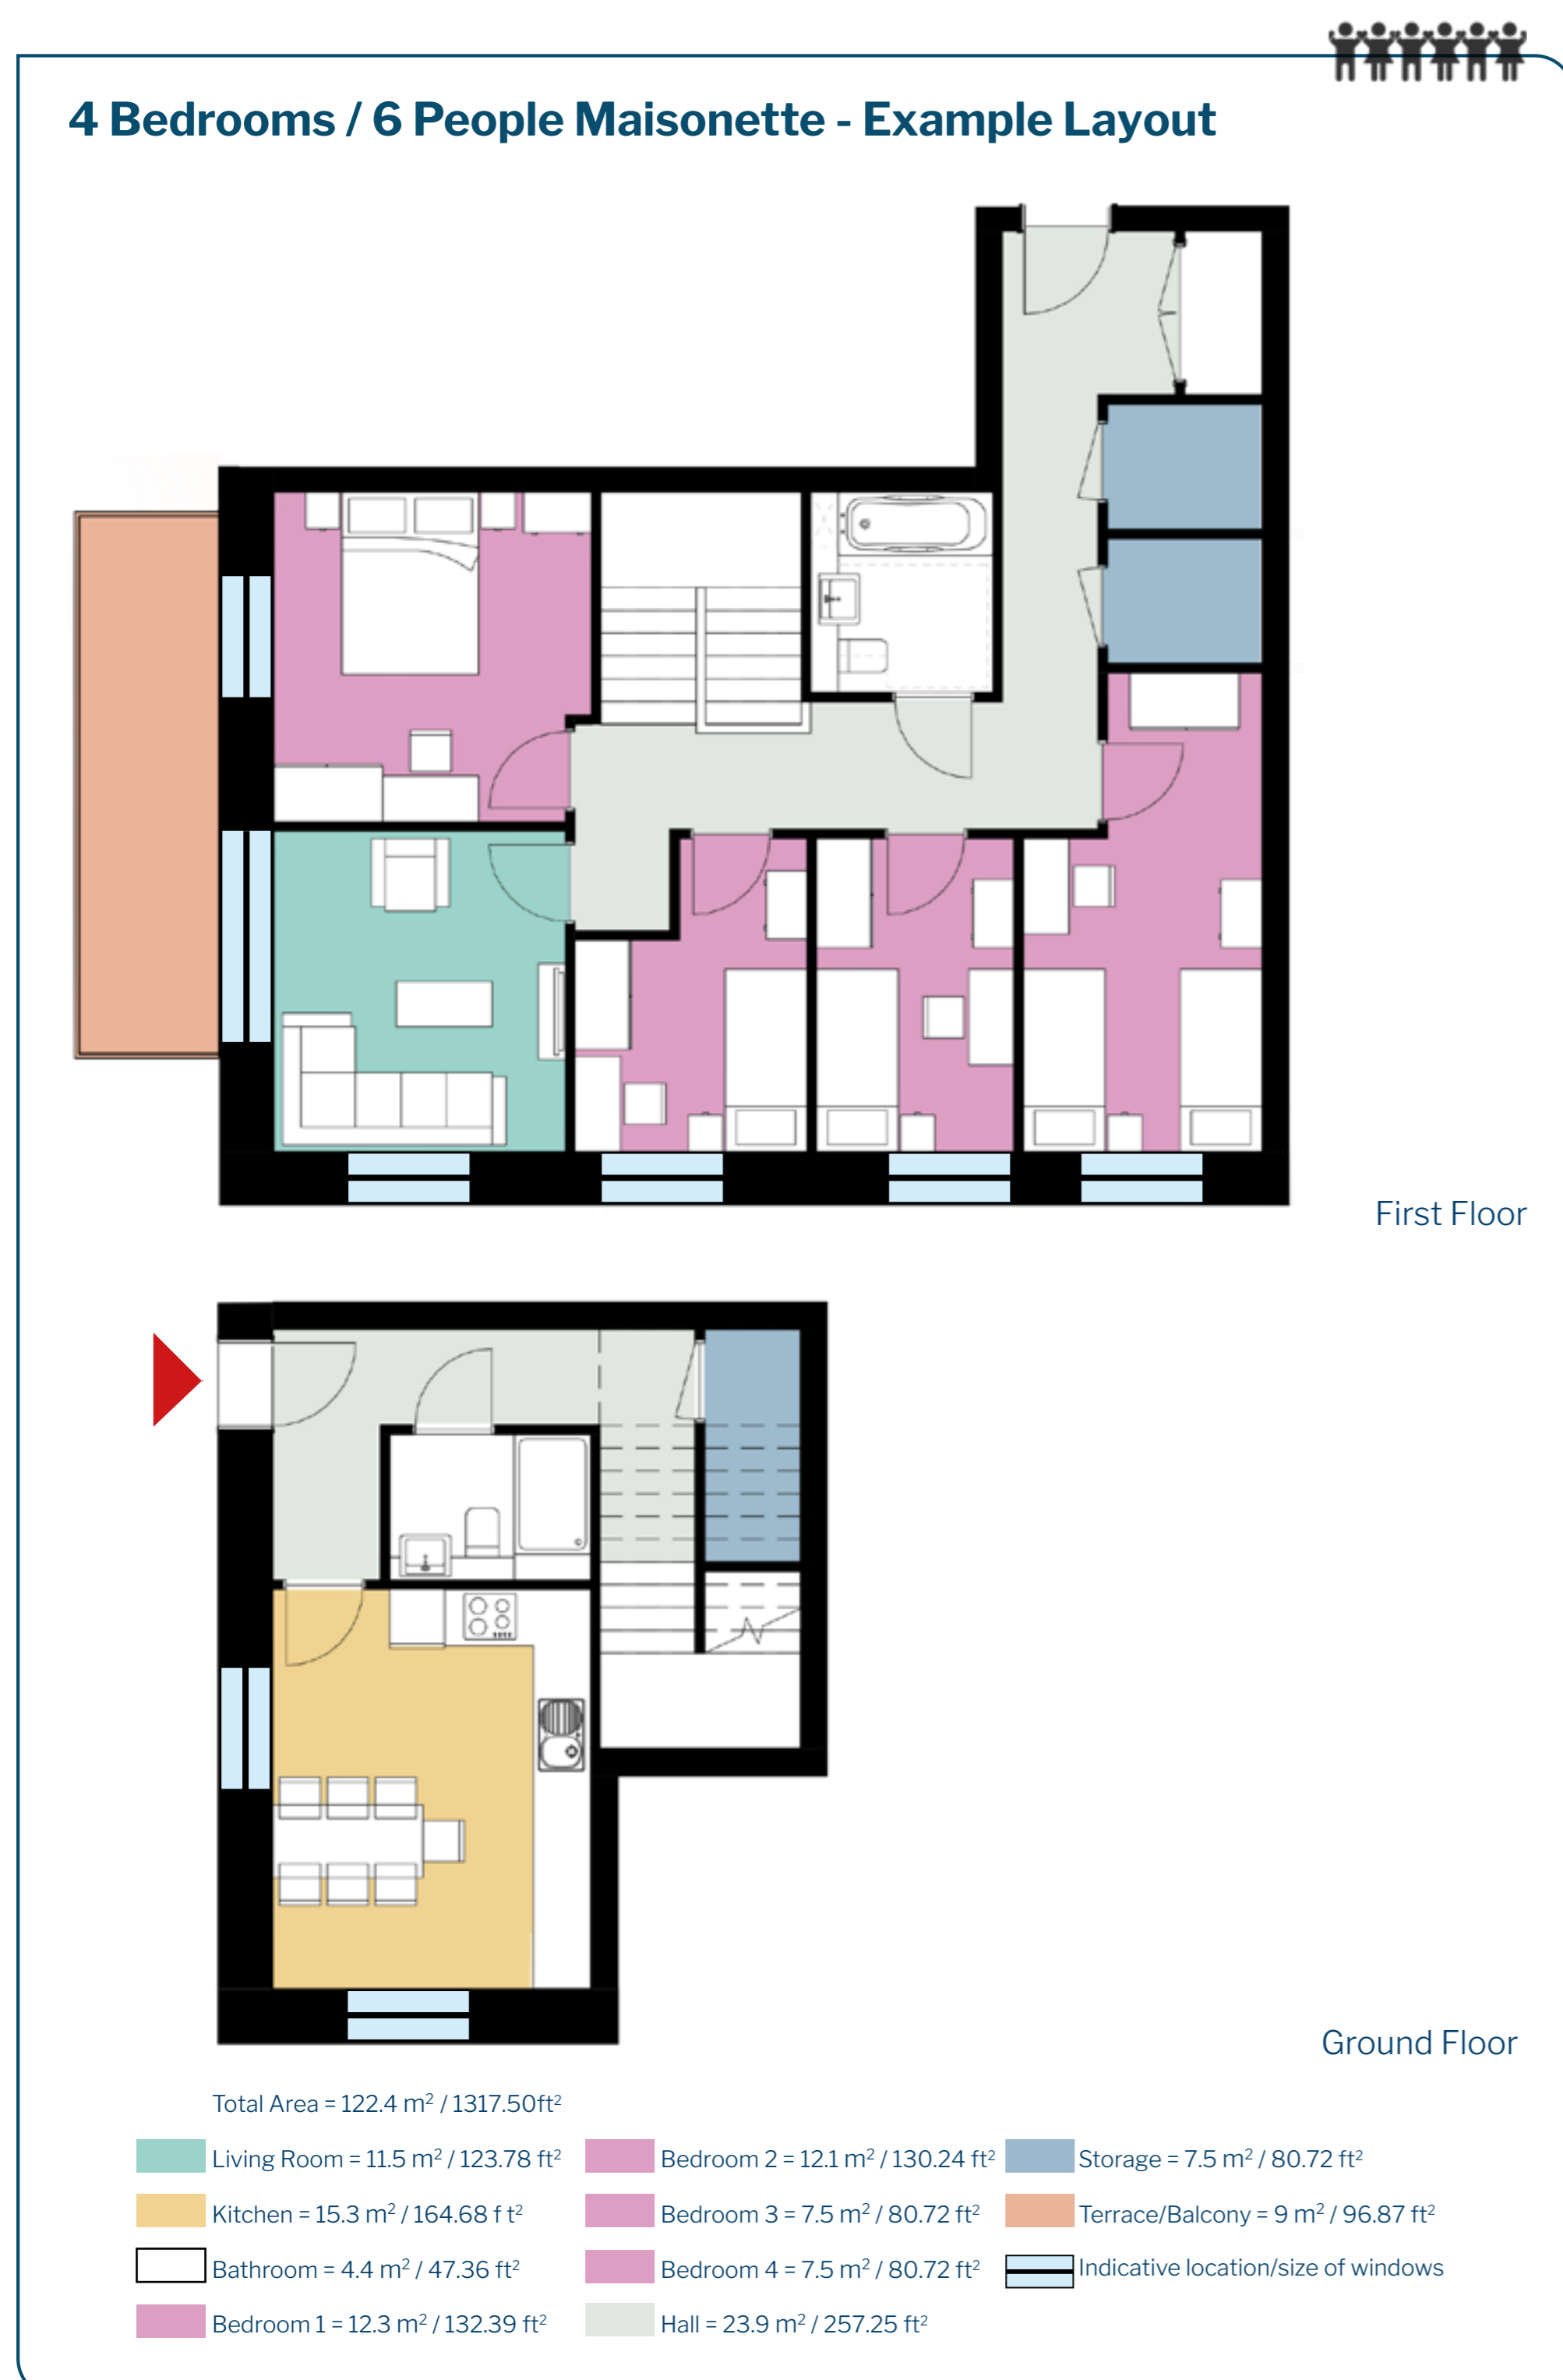 4 Bedrooms / 6 People Maisonette - Example Layout
First Floor
Ground Floor
Total Area = 122.4 m² / 1317.50ft²
Living Room = 11.5 m² / 123.78 ft²
Kitchen = 15.3 m² / 164.68 f t²
Bathroom = 4.4 m² / 47.36 ft²
Bedroom 1 = 12.3 m² / 132.39 ft²
Bedroom 2 = 12.1 m² / 130.24 ft²
Bedroom 3 = 7.5 m² / 80.72 ft²
Bedroom 4 = 7.5 m² / 80.72 ft²
Hall = 23.9 m² / 257.25 ft²
Storage = 7.5 m² / 80.72 ft²
Terrace/Balcony = 9 m² / 96.87 ft²
Indicative location/size of windows